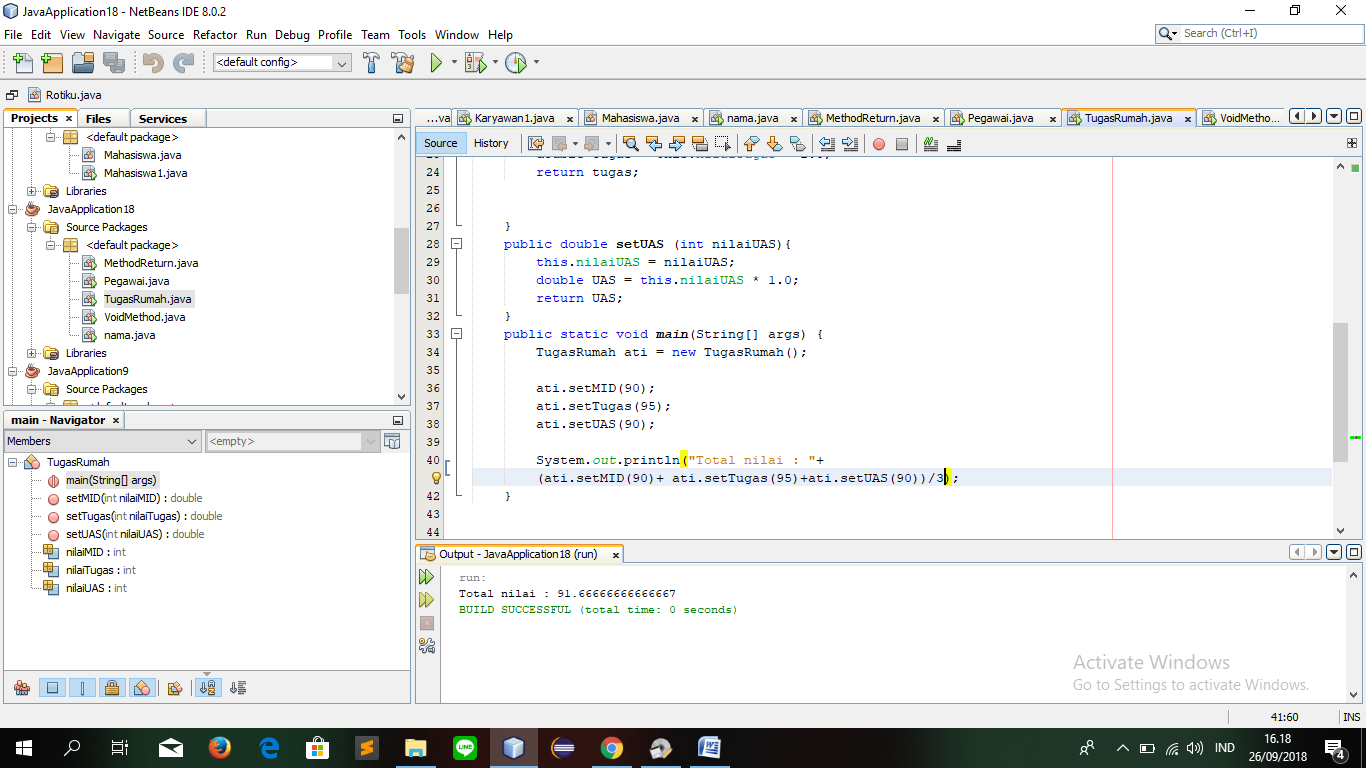 JavaApplication18 - NetBeans IDE 8.0.2
File Edit View Navigate Source Refactor Run Debug Profile Team Tools Window Help
Search (Ctrl+I)
<default config>
Rotiku.java
Projects Files Services
<default package>
Mahasiswa.java
Mahasiswa1.java
Libraries
JavaApplication18
Source Packages
<default package>
MethodReturn.java
Pegawai.java
TugasRumah.java
VoidMethod.java
nama.java
Libraries
JavaApplication9
Source Packages
main - Navigator
Members <empty>
TugasRumah
main(String[] args)
setMID(int nilaiMID) : double
setTugas(int nilaiTugas) : double
setUAS(int nilaiUAS) : double
nilaiMID : int
nilaiTugas : int
nilaiUAS : int
...va Karyawan1.java Mahasiswa.java nama.java MethodReturn.java Pegawai.java TugasRumah.java VoidMetho...
Source History
24 return tugas;
25
26
27 }
28 public double setUAS (int nilaiUAS){
29 this.nilaiUAS = nilaiUAS;
30 double UAS = this.nilaiUAS * 1.0;
31 return UAS;
32 }
33 public static void main(String[] args) {
34 TugasRumah ati = new TugasRumah();
35
36 ati.setMID(90);
37 ati.setTugas(95);
38 ati.setUAS(90);
39
40 System.out.println("Total nilai : "+
(ati.setMID(90)+ ati.setTugas(95)+ati.setUAS(90))/3);
42 }
43
44
Output - JavaApplication18 (run)
run:
Total nilai : 91.66666666666667
BUILD SUCCESSFUL (total time: 0 seconds)
Activate Windows
Go to Settings to activate Windows.
41:60 INS
IND
16.18
26/09/2018
4